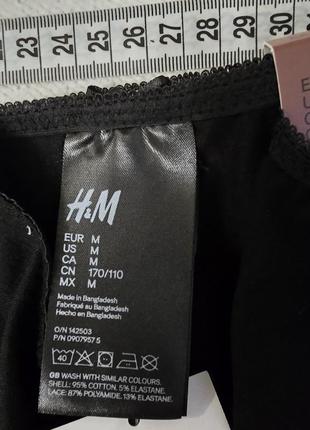 23 24 25 26 27 28 29 30 31 32
H&M
EUR M
US M
CA M
CN 170/110
MX M
Made in Bangladesh
Fabriqué au Bangladesh
Hecho en Bangladesh
O/N 142503
P/N 0907957 5
40
GB WASH WITH SIMILAR COLOURS.
SHELL: 95% COTTON. 5% ELASTANE.
LACE: 87% POLYAMIDE. 13% ELASTANE.